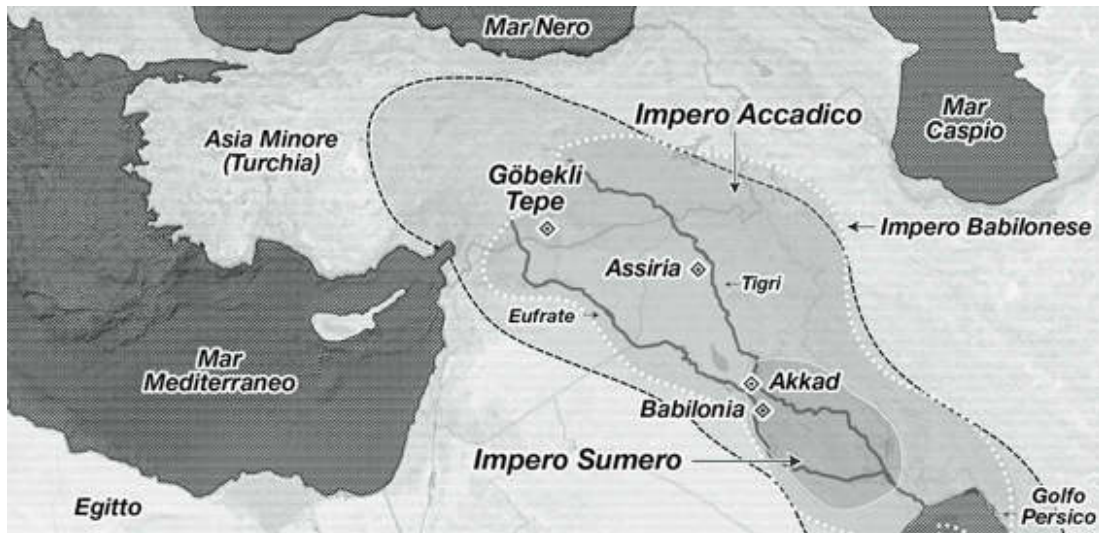 Mar Nero
Impero Accadico
Mar
Caspio
Asia Minore
(Turchia)
Göbekli
Tepe
Impero Babilonese
Assiria
Tigri
Eufrate
Mar
Mediterraneo
Akkad
Babilonia
Impero Sumero
Egitto
Golfo
Persico